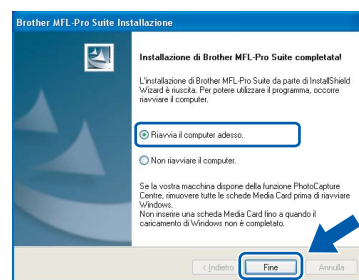 Brother MFL-Pro Suite Installazione
Installazione di Brother MFL-Pro Suite completata!
L'installazione di Brother MFL-Pro Suite da parte di InstallShield
Wizard è riuscita. Per potere utilizzare il programma, occorre
riavviare il computer.
Riavvia il computer adesso.
Non riavviare il computer.
Se la vostra macchina dispone della funzione PhotoCapture
Centre, rimuovere tutte le schede Media Card prima di riavviare
Windows.
Non inserire una scheda Media Card fino a quando il
caricamento di Windows non è completato.
< Indietro Fine Annulla